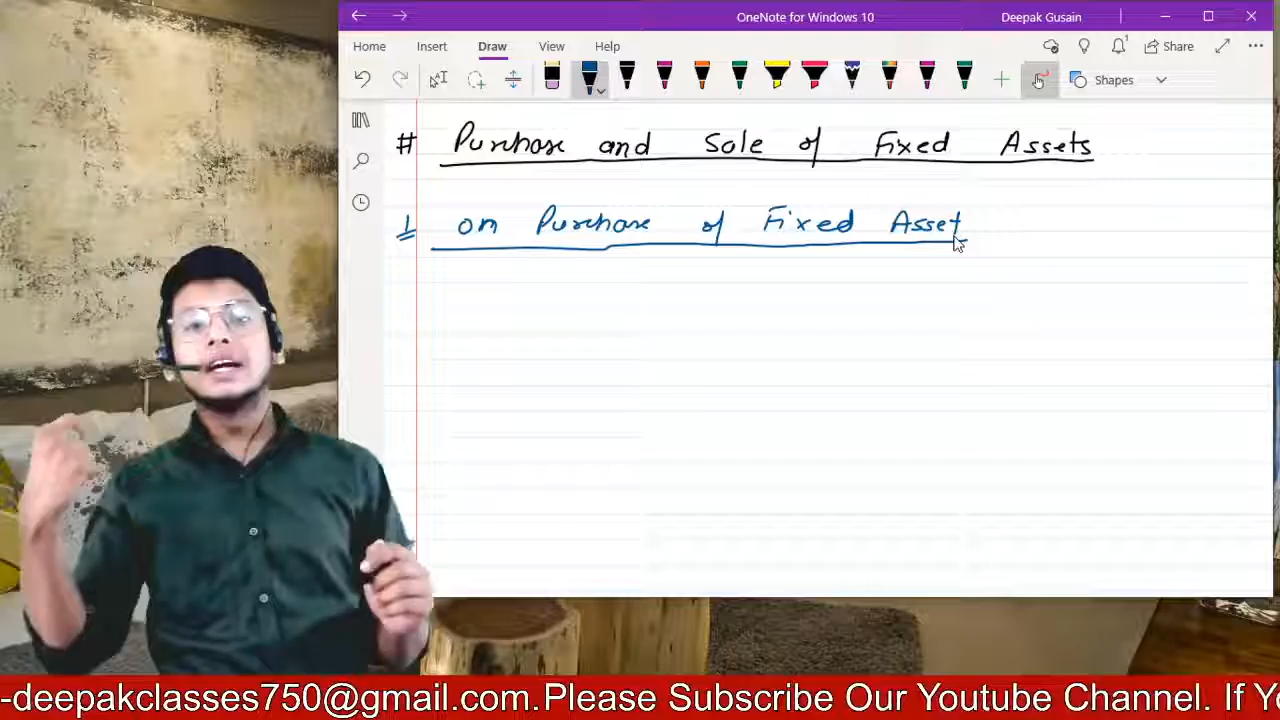 OneNote for Windows 10
Deepak Gusain
Home Insert Draw View Help
1
Share
Shapes
# Purchase and Sale of Fixed Assets
1 on Purchase of Fixed Asset
-deepakclasses750@gmail.com.Please Subscribe Our Youtube Channel. If Yo